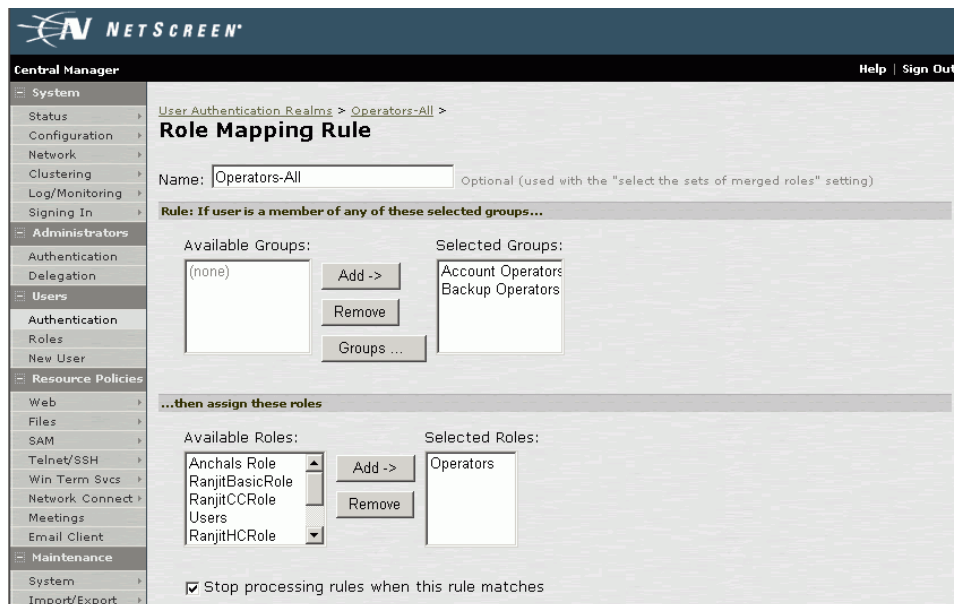 NETSCREEN
Central Manager
Help | Sign Out
System
Status
Configuration
Network
Clustering
Log/Monitoring
Signing In
Administrators
Authentication
Delegation
Users
Authentication
Roles
New User
Resource Policies
Web
Files
SAM
Telnet/SSH
Win Term Svcs
Network Connect
Meetings
Email Client
Maintenance
System
Import/Export
User Authentication Realms > Operators-All >
Role Mapping Rule
Name: Operators-All Optional (used with the "select the sets of merged roles" setting)
Rule: If user is a member of any of these selected groups...
Available Groups: Selected Groups:
(none)
Add ->
Remove
Groups ...
Account Operators
Backup Operators
...then assign these roles
Available Roles: Selected Roles:
Anchals Role
RanjitBasicRole
RanjitCCRole
Users
RanjitHCRole
Add ->
Remove
Operators
Stop processing rules when this rule matches